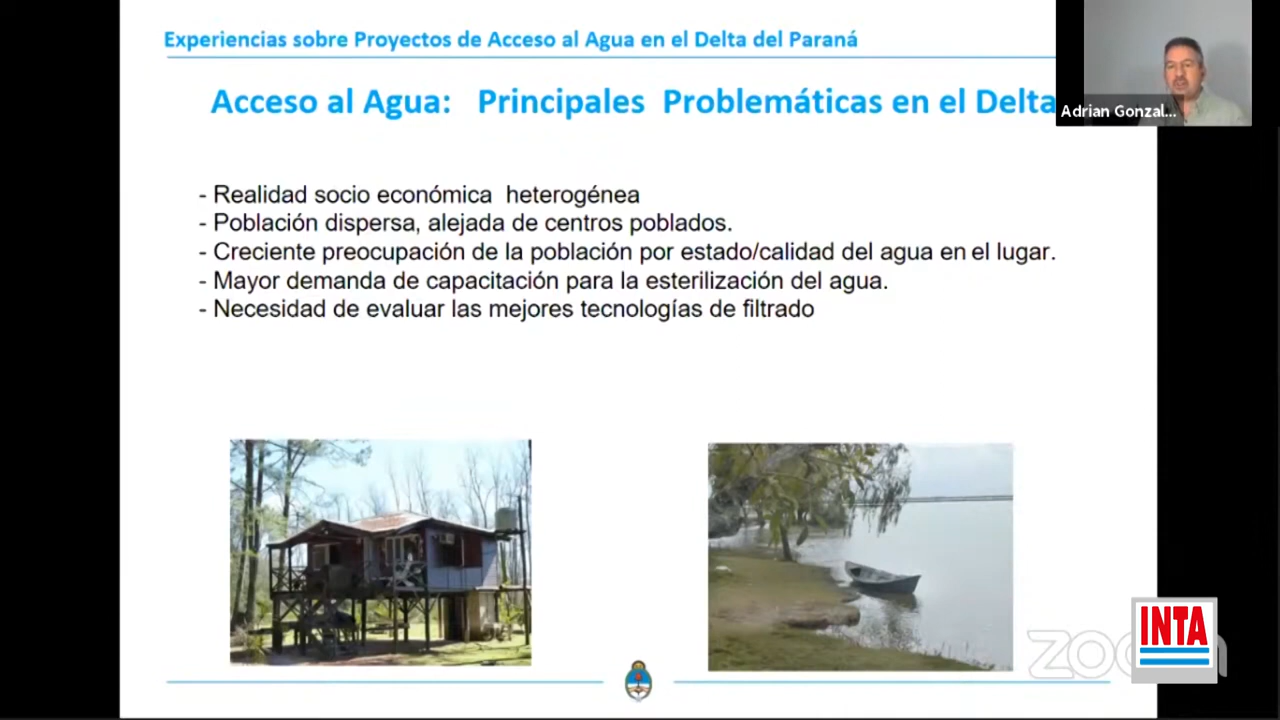 Experiencias sobre Proyectos de Acceso al Agua en el Delta del Paraná
Acceso al Agua: Principales Problemáticas en el Delta
Adrian Gonzal...
- Realidad socio económica heterogénea
- Población dispersa, alejada de centros poblados.
- Creciente preocupación de la población por estado/calidad del agua en el lugar.
- Mayor demanda de capacitación para la esterilización del agua.
- Necesidad de evaluar las mejores tecnologías de filtrado
INTA